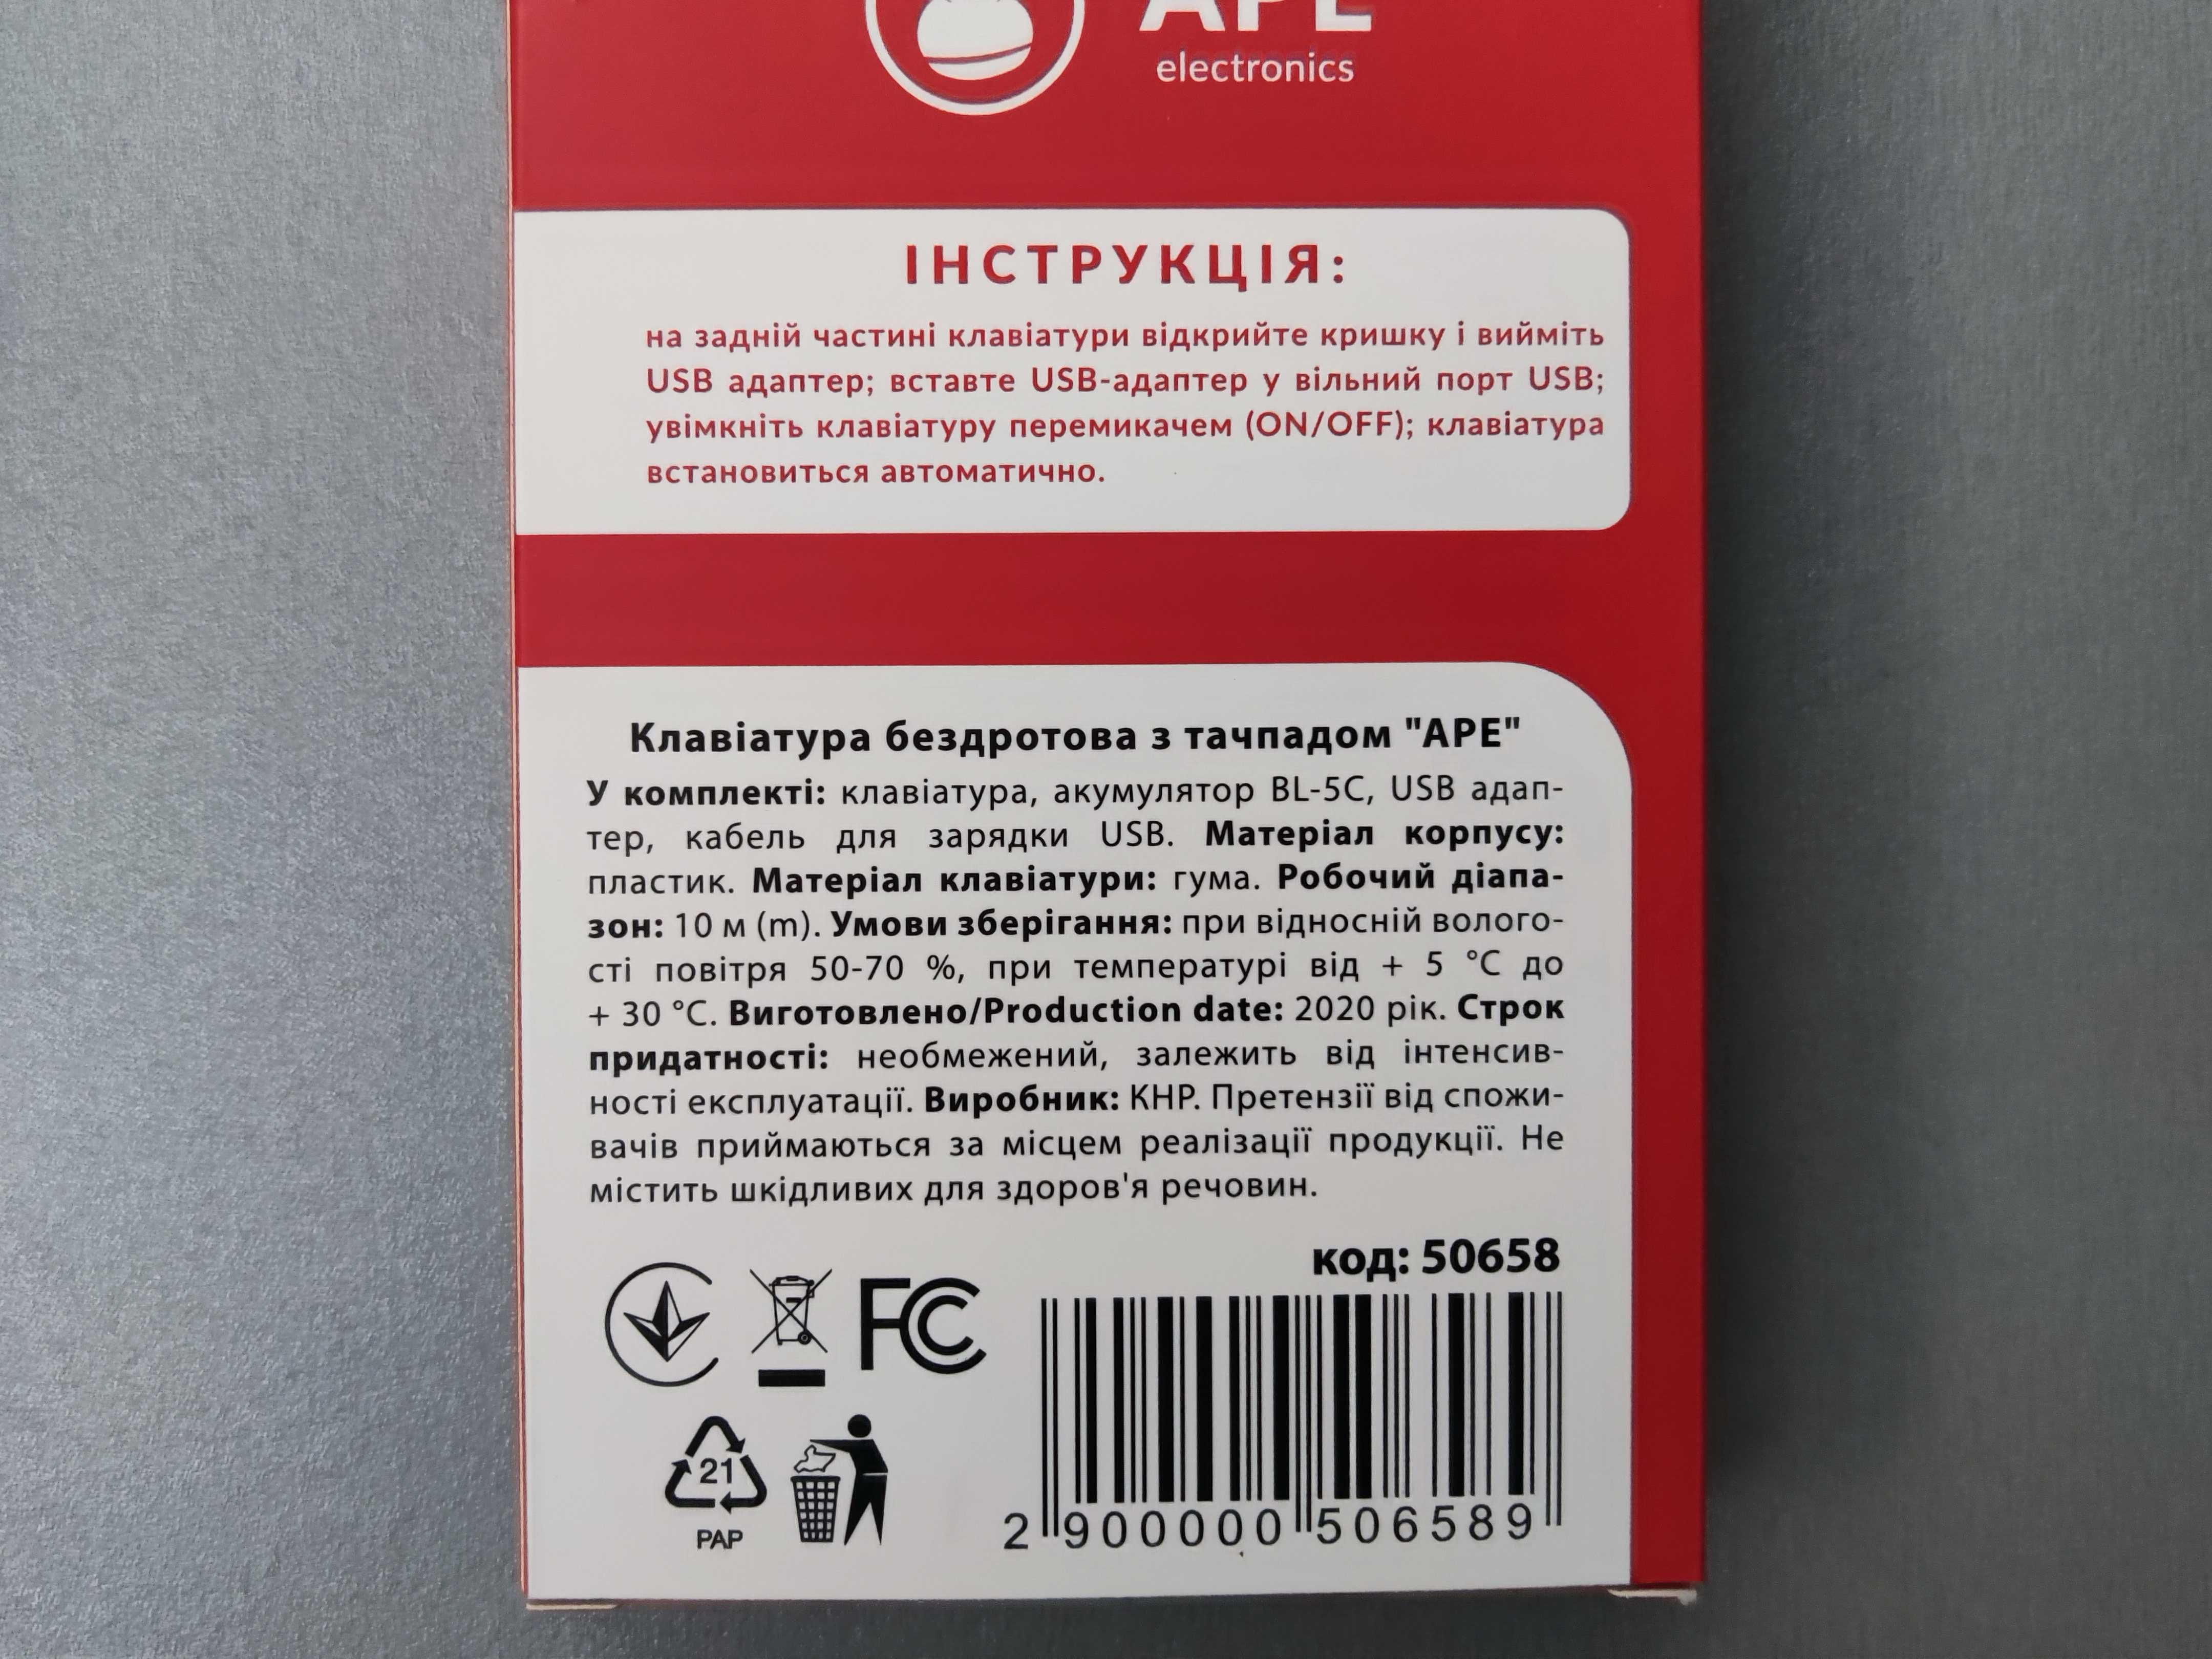 APE
electronics
ІНСТРУКЦІЯ:
на задній частині клавіатури відкрийте кришку і вийміть
USB адаптер; вставте USB-адаптер у вільний порт USB;
увімкніть клавіатуру перемикачем (ON/OFF); клавіатура
встановиться автоматично.
Клавіатура бездротова з тачпадом "APE"
У комплекті: клавіатура, акумулятор BL-5C, USB адап-
тер, кабель для зарядки USB. Матеріал корпусу:
пластик. Матеріал клавіатури: гума. Робочий діапа-
зон: 10 м (m). Умови зберігання: при відносній волого-
сті повітря 50-70 %, при температурі від + 5 °C до
+ 30 °C. Виготовлено/Production date: 2020 рік. Строк
придатності: необмежений, залежить від інтенсив-
ності експлуатації. Виробник: КНР. Претензії від спожи-
вачів приймаються за місцем реалізації продукції. Не
містить шкідливих для здоров'я речовин.
код: 50658
FC
21
PAP
2 900000 506589